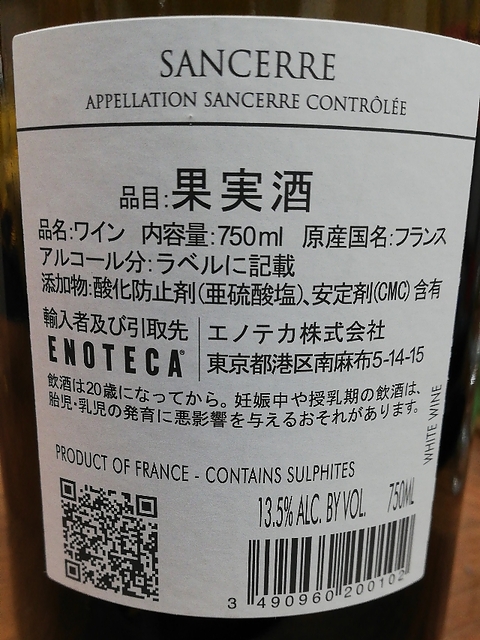 SANCERRE
APPELLATION SANCERRE CONTRÔLÉE
品目:果実酒
品名:ワイン 内容量:750ml 原産国名:フランス
アルコール分:ラベルに記載
添加物:酸化防止剤(亜硫酸塩)、安定剤(CMC)含有
輸入者及び引取先
ENOTECA®
エノテカ株式会社
東京都港区南麻布5-14-15
飲酒は20歳になってから。妊娠中や授乳期の飲酒は、
胎児・乳児の発育に悪影響を与えるおそれがあります。
WHITE WINE
PRODUCT OF FRANCE - CONTAINS SULPHITES
13.5% ALC. BY VOL. 750ML
3 490960 200102